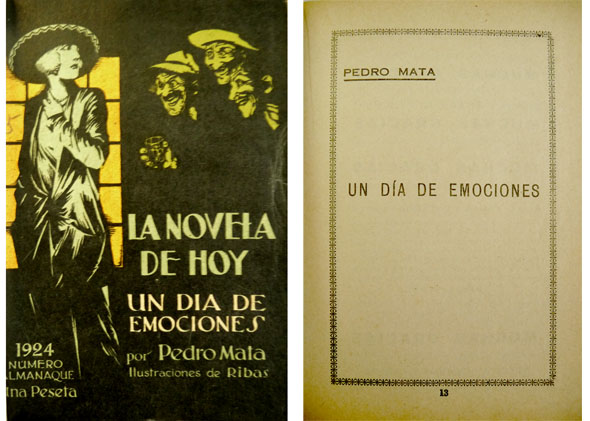 LA NOVELA
DE HOY
UN DIA DE
EMOCIONES
por Pedro Mata
Ilustraciones de Ribas
1924
NUMERO
ALMANAQUE
Una Peseta
PEDRO MATA
UN DÍA DE EMOCIONES
13